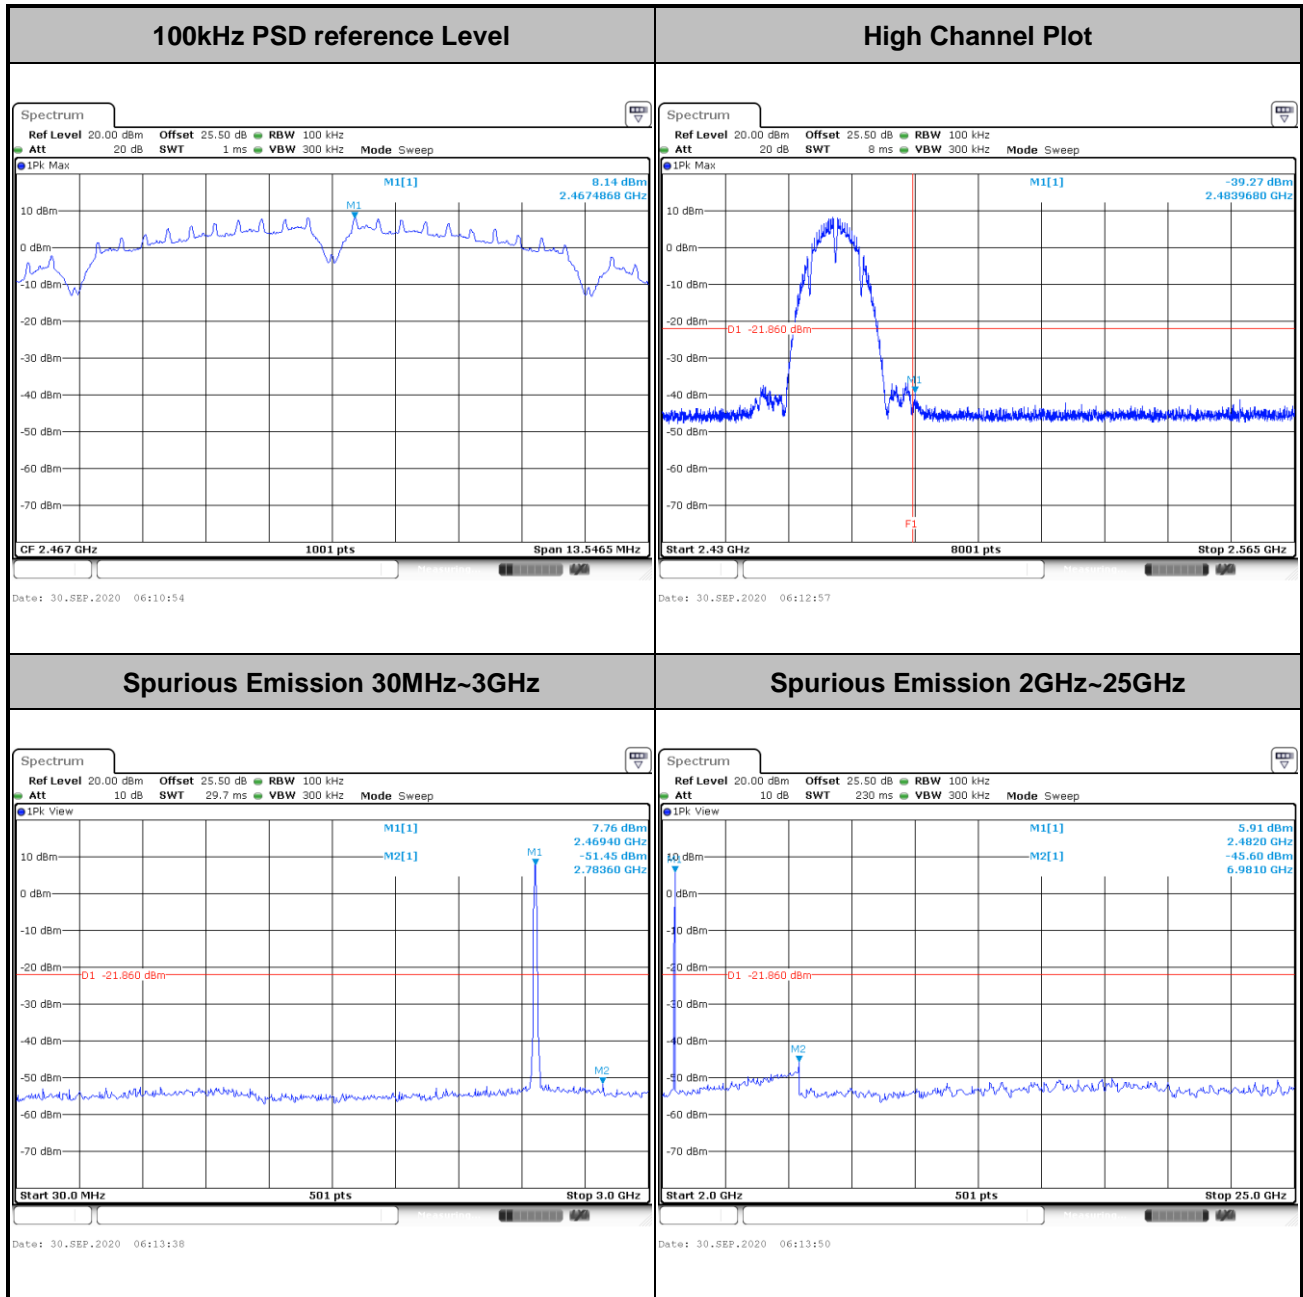 100kHz PSD reference Level
Spectrum
Ref Level 20.00 dBm Offset 25.50 dB RBW 100 kHz
Att 20 dB SWT 1 ms VBW 300 kHz Mode Sweep
1Pk Max
M1[1] 8.14 dBm
2.4674868 GHz
M1
10 dBm
0 dBm
-10 dBm
-20 dBm
-30 dBm
-40 dBm
-50 dBm
-60 dBm
-70 dBm
CF 2.467 GHz 1001 pts Span 13.5465 MHz
Date: 30.SEP.2020 06:10:54
High Channel Plot
Spectrum
Ref Level 20.00 dBm Offset 25.50 dB RBW 100 kHz
Att 20 dB SWT 8 ms VBW 300 kHz Mode Sweep
1Pk Max
M1[1] -39.27 dBm
2.4839680 GHz
10 dBm
0 dBm
-10 dBm
-20 dBm
D1 -21.860 dBm
-30 dBm
M1
-40 dBm
-50 dBm
-60 dBm
-70 dBm
F1
Start 2.43 GHz 8001 pts Stop 2.565 GHz
Date: 30.SEP.2020 06:12:57
Spurious Emission 30MHz~3GHz
Spectrum
Ref Level 20.00 dBm Offset 25.50 dB RBW 100 kHz
Att 10 dB SWT 29.7 ms VBW 300 kHz Mode Sweep
1Pk View
M1[1] 7.76 dBm
2.46940 GHz
M2[1] -51.45 dBm
2.78360 GHz
M1
10 dBm
0 dBm
-10 dBm
-20 dBm
D1 -21.860 dBm
-30 dBm
-40 dBm
M2
-50 dBm
-60 dBm
-70 dBm
Start 30.0 MHz 501 pts Stop 3.0 GHz
Date: 30.SEP.2020 06:13:38
Spurious Emission 2GHz~25GHz
Spectrum
Ref Level 20.00 dBm Offset 25.50 dB RBW 100 kHz
Att 10 dB SWT 230 ms VBW 300 kHz Mode Sweep
1Pk View
M1[1] 5.91 dBm
2.4820 GHz
M2[1] -45.60 dBm
6.9810 GHz
10 dBm
M1
0 dBm
-10 dBm
-20 dBm
D1 -21.860 dBm
-30 dBm
-40 dBm
M2
-50 dBm
-60 dBm
-70 dBm
Start 2.0 GHz 501 pts Stop 25.0 GHz
Date: 30.SEP.2020 06:13:50